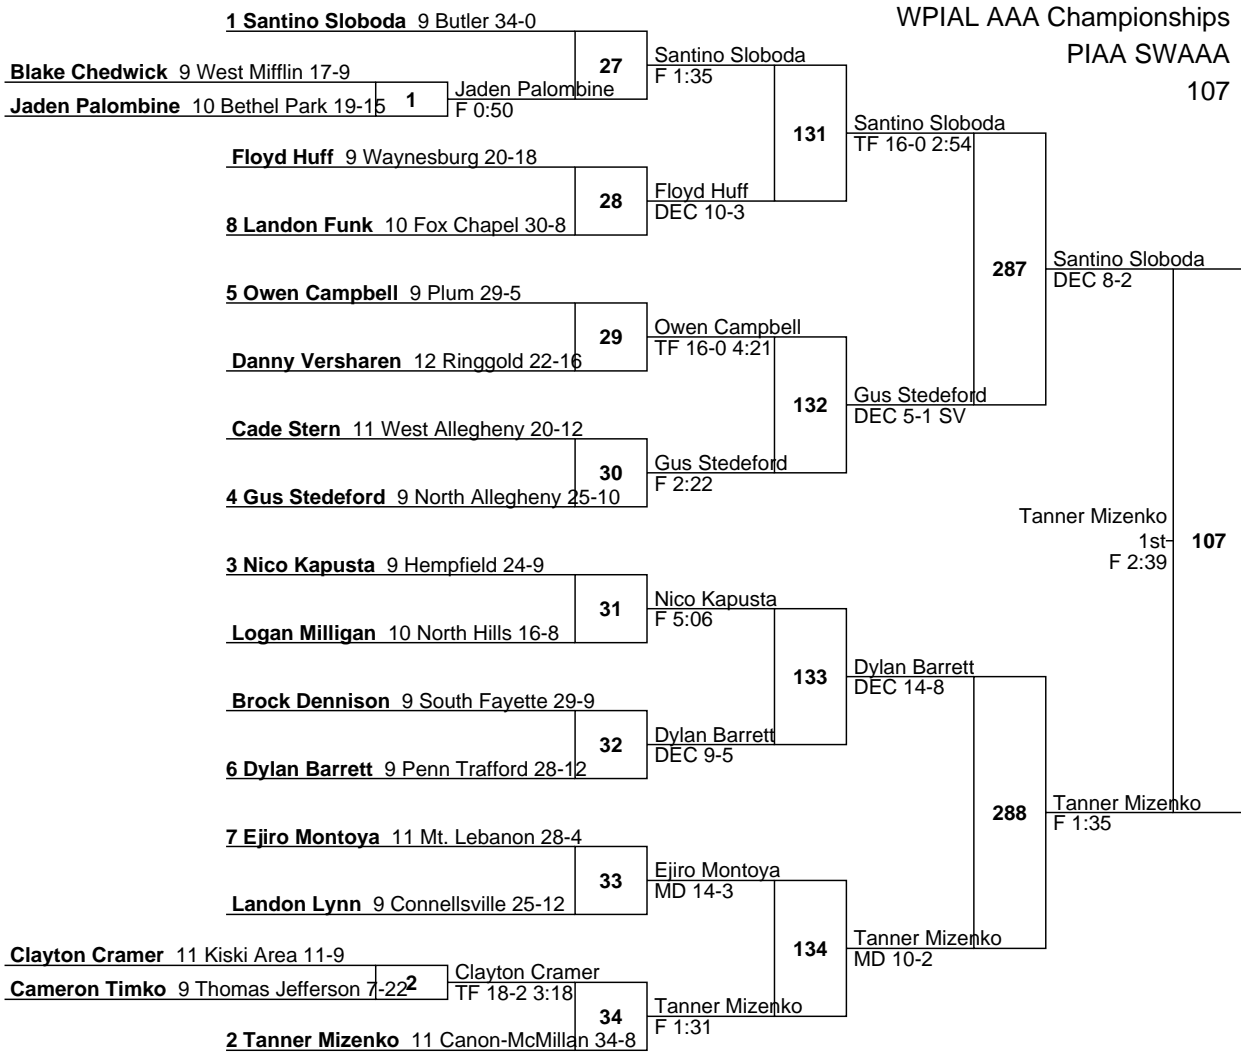 WPIAL AAA Championships
PIAA SWAAA
107
1 Santino Sloboda 9 Butler 34-0
27
Santino Sloboda
F 1:35
Blake Chedwick 9 West Mifflin 17-9
Jaden Palombine 10 Bethel Park 19-15
1
Jaden Palombine
F 0:50
131
Santino Sloboda
TF 16-0 2:54
Floyd Huff 9 Waynesburg 20-18
28
Floyd Huff
DEC 10-3
8 Landon Funk 10 Fox Chapel 30-8
287
Santino Sloboda
DEC 8-2
5 Owen Campbell 9 Plum 29-5
29
Owen Campbell
TF 16-0 4:21
Danny Versharen 12 Ringgold 22-16
132
Gus Stedeford
DEC 5-1 SV
Cade Stern 11 West Allegheny 20-12
30
Gus Stedeford
F 2:22
4 Gus Stedeford 9 North Allegheny 25-10
Tanner Mizenko
1st
F 2:39
107
3 Nico Kapusta 9 Hempfield 24-9
31
Nico Kapusta
F 5:06
Logan Milligan 10 North Hills 16-8
133
Dylan Barrett
DEC 14-8
Brock Dennison 9 South Fayette 29-9
32
Dylan Barrett
DEC 9-5
6 Dylan Barrett 9 Penn Trafford 28-12
288
Tanner Mizenko
F 1:35
7 Ejiro Montoya 11 Mt. Lebanon 28-4
33
Ejiro Montoya
MD 14-3
Landon Lynn 9 Connellsville 25-12
134
Tanner Mizenko
MD 10-2
Clayton Cramer 11 Kiski Area 11-9
Cameron Timko 9 Thomas Jefferson 7-22
2
Clayton Cramer
TF 18-2 3:18
34
Tanner Mizenko
F 1:31
2 Tanner Mizenko 11 Canon-McMillan 34-8